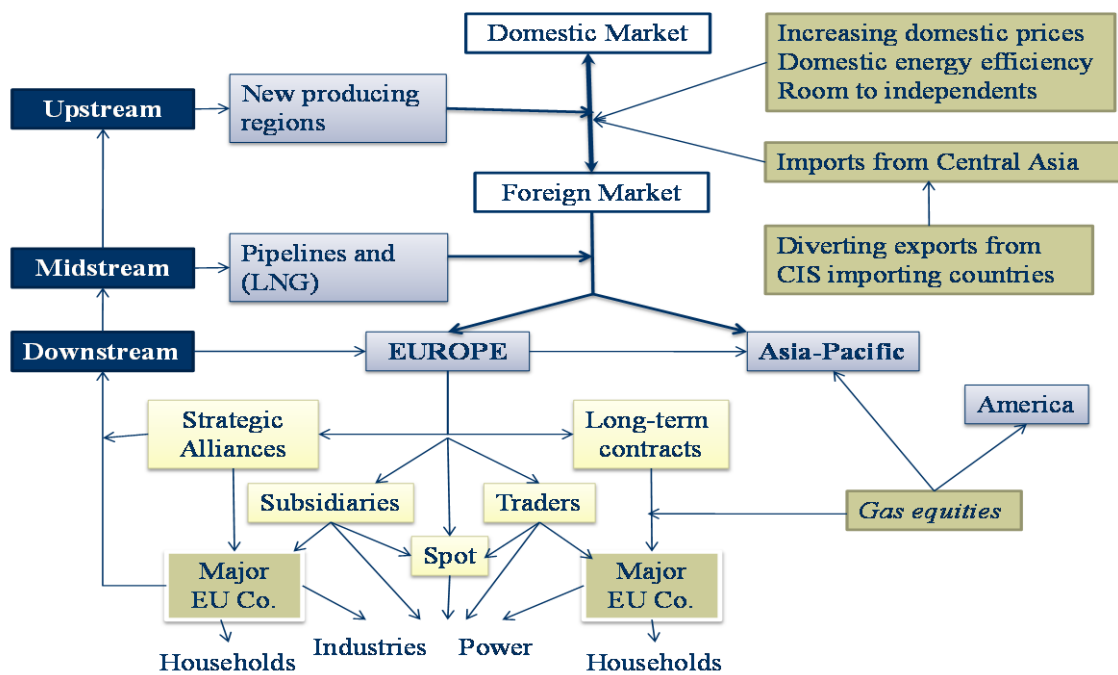 Domestic Market
Increasing domestic prices
Domestic energy efficiency
Room to independents
Upstream
New producing
regions
Imports from Central Asia
Foreign Market
Midstream
Pipelines and
(LNG)
Diverting exports from
CIS importing countries
Downstream
EUROPE
Asia-Pacific
America
Strategic
Alliances
Long-term
contracts
Subsidiaries
Traders
Gas equities
Spot
Major
EU Co.
Major
EU Co.
Industries
Power
Households
Households